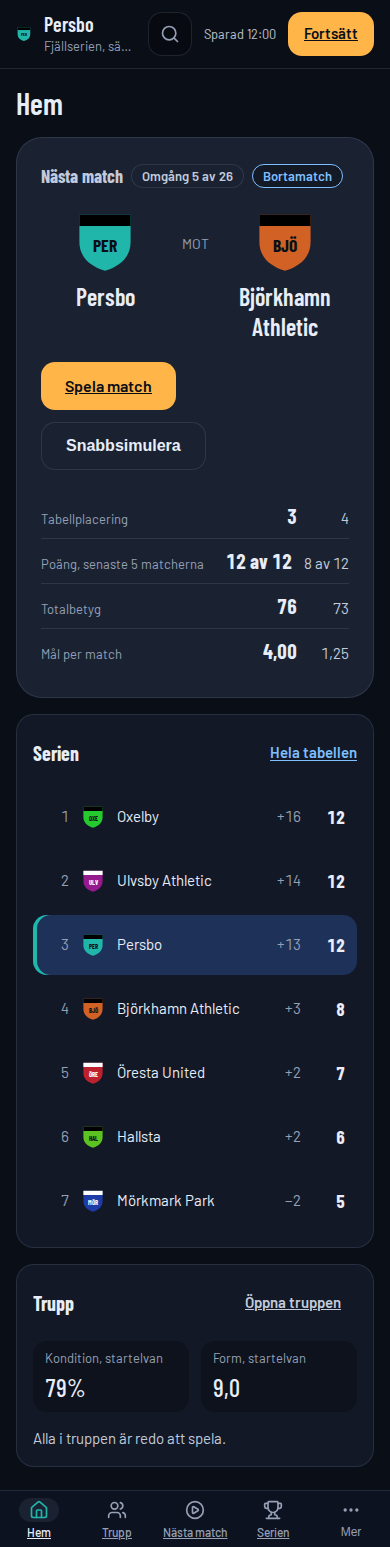 Persbo
Fjällserien, sä...
Sparad 12:00
Fortsätt
Hem
Nästa match
Omgång 5 av 26
Bortamatch
PER
MOT
BJÖ
Persbo
Björkhamn
Athletic
Spela match
Snabbsimulera
Tabellplacering 3 4
Poäng, senaste 5 matcherna 12 av 12 8 av 12
Totalbetyg 76 73
Mål per match 4,00 1,25
Serien
Hela tabellen
1 OXE Oxelby +16 12
2 ULV Ulvsby Athletic +14 12
3 PER Persbo +13 12
4 BJÖ Björkhamn Athletic +3 8
5 ÖRE Öresta United +2 7
6 HAL Hallsta +2 6
7 MÖR Mörkmark Park −2 5
Trupp
Öppna truppen
Kondition, startelvan
79%
Form, startelvan
9,0
Alla i truppen är redo att spela.
Hem
Trupp
Nästa match
Serien
Mer